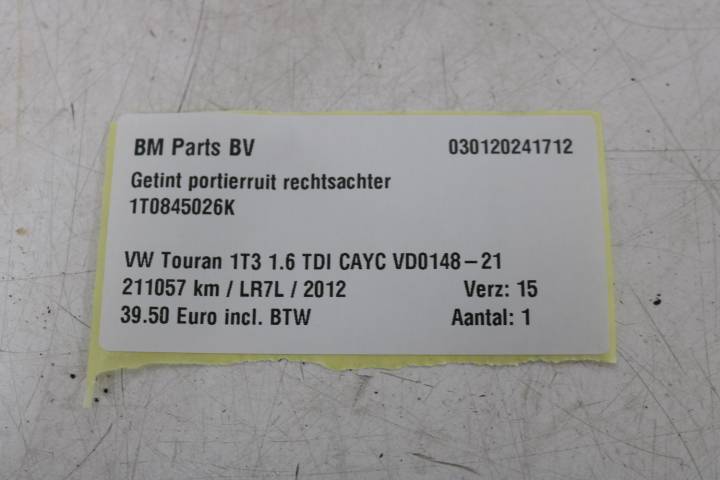 BM Parts BV 030120241712
Getint portierruit rechtsachter
1T0845026K
VW Touran 1T3 1.6 TDI CAYC VD0148-21
211057 km / LR7L / 2012 Verz: 15
39.50 Euro incl. BTW Aantal: 1